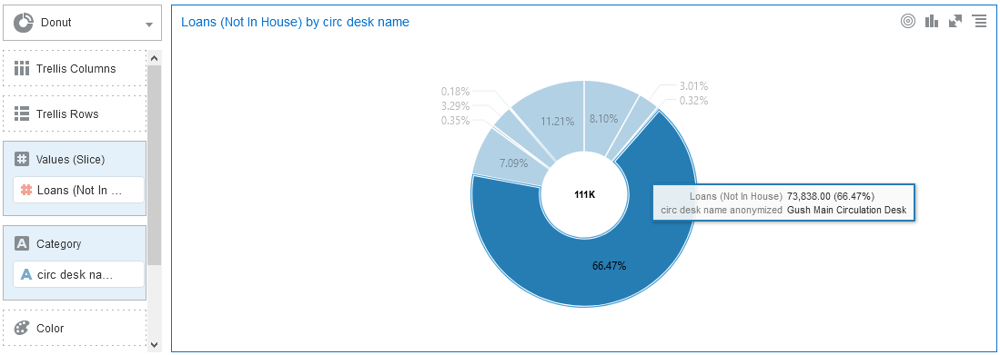 Donut
Trellis Columns
Trellis Rows
Values (Slice)
Loans (Not In ...
Category
circ desk na...
Color
Loans (Not In House) by circ desk name
0.18%
3.29%
0.35%
11.21%
8.10%
3.01%
0.32%
7.09%
111K
Loans (Not In House) 73,838.00 (66.47%)
circ desk name anonymized Gush Main Circulation Desk
66.47%